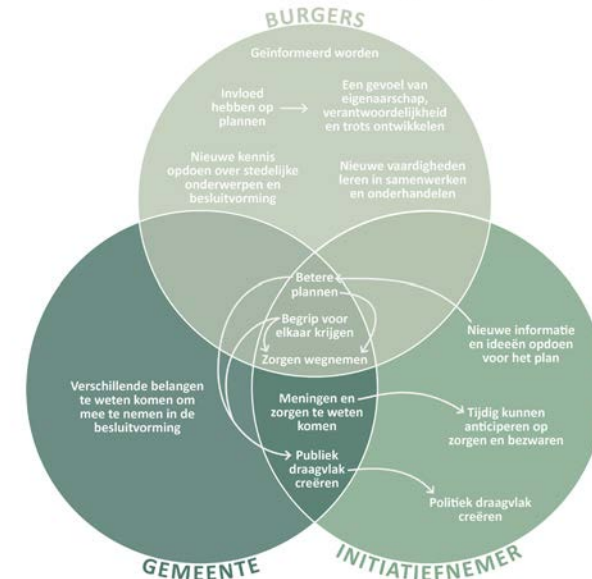 BURGERS
Geïnformeerd worden
Invloed
hebben op
plannen
Een gevoel van
eigenaarschap,
verantwoordelijkheid
en trots ontwikkelen
Nieuwe kennis
opdoen over stedelijke
onderwerpen en
besluitvorming
Nieuwe vaardigheden
leren in samenwerken
en onderhandelen
Betere
plannen
Begrip voor
elkaar krijgen
Zorgen wegnemen
Nieuwe informatie
en ideeën opdoen
voor het plan
Verschillende belangen
te weten komen om
mee te nemen in de
besluitvorming
Meningen en
zorgen te weten
komen
Tijdig kunnen
anticiperen op
zorgen en bezwaren
Publiek
draagvlak
creëren
Politiek draagvlak
creëren
GEMEENTE
INITIATIEFNEMER